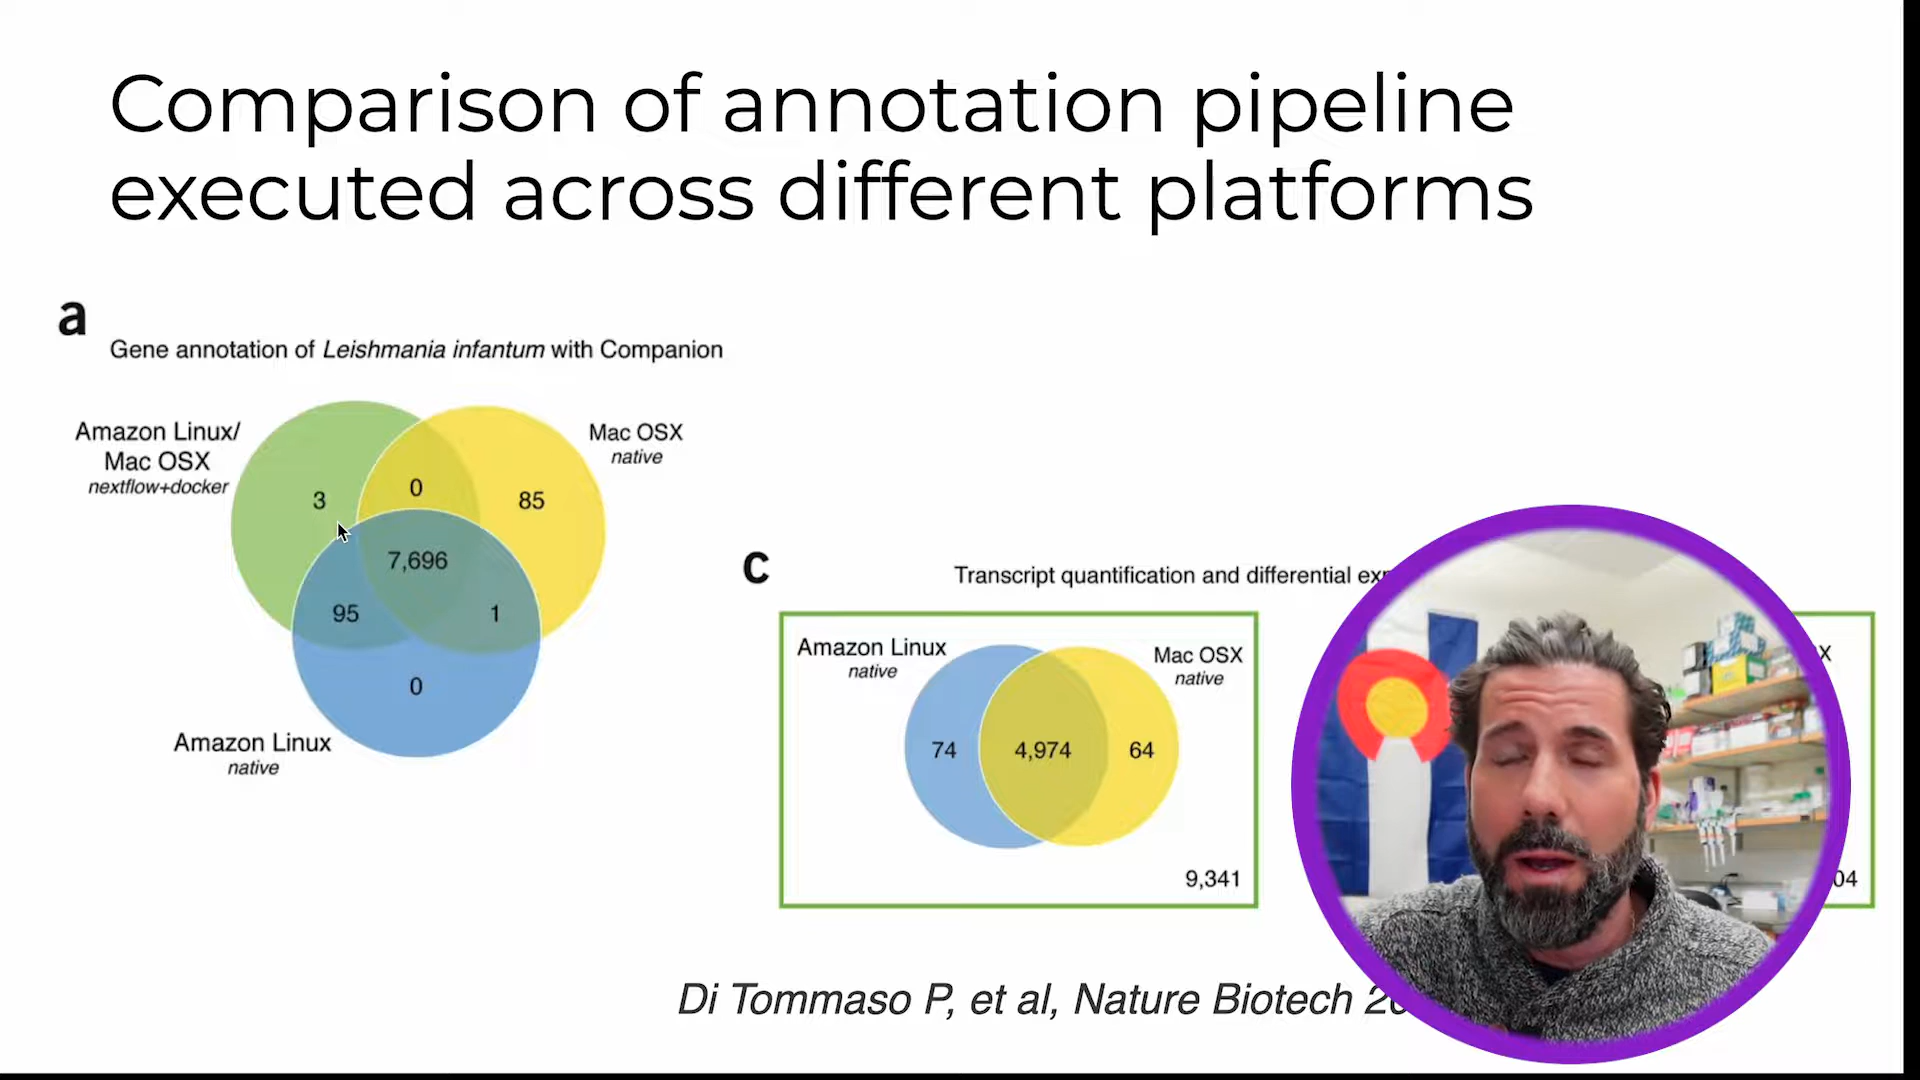 Comparison of annotation pipeline
executed across different platforms
a
Gene annotation of Leishmania infantum with Companion
Amazon Linux/
Mac OSX
nextflow+docker
Mac OSX
native
3
0
85
7,696
95
1
0
Amazon Linux
native
c
Transcript quantification and differential
Amazon Linux
native
Mac OSX
native
74
4,974
64
9,341
X
04
Di Tommaso P, et al, Nature Biotech